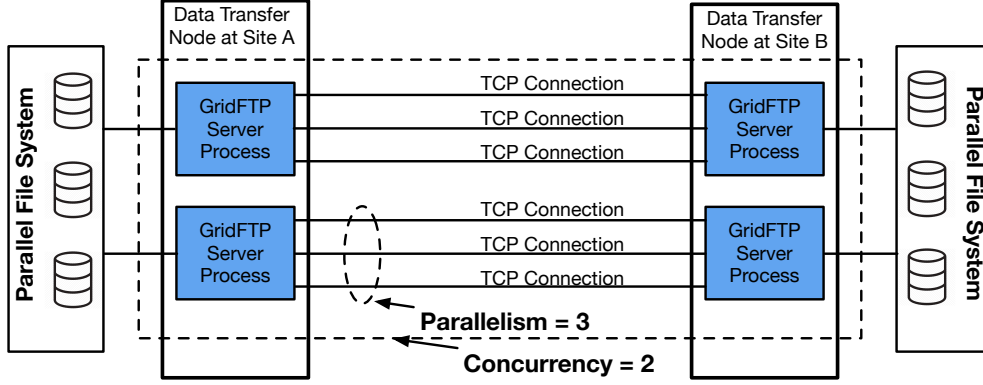 Data Transfer
Node at Site A
Data Transfer
Node at Site B
Parallel File System
GridFTP
Server
Process
TCP Connection
TCP Connection
TCP Connection
GridFTP
Server
Process
Parallel File System
GridFTP
Server
Process
TCP Connection
TCP Connection
TCP Connection
GridFTP
Server
Process
Parallelism = 3
Concurrency = 2